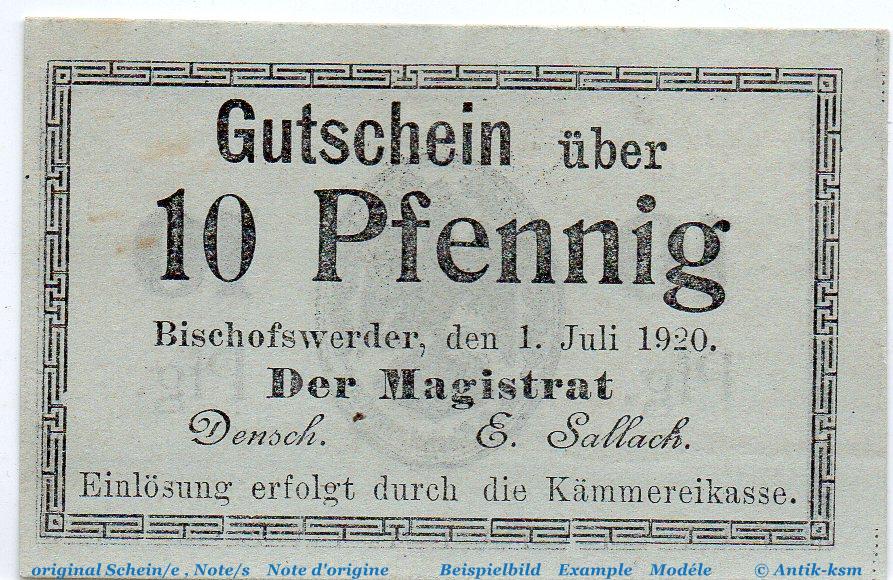 Gutschein über
10 Pfennig
Bischofswerder, den 1. Juli 1920.
Der Magistrat
Densch. E. Sallach.
Einlösung erfolgt durch die Kämmereikasse.
original Schein/e , Note/s Note d'origine Beispielbild Example Modéle © Antik-ksm